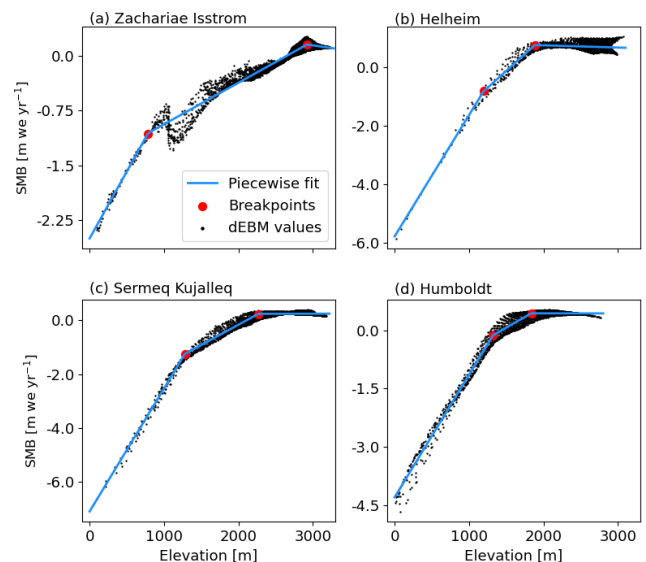 (a) Zachariae Isstrom
(b) Helheim
SMB [m we yr⁻¹]
0.0
-0.75
-1.5
-2.25
Piecewise fit
Breakpoints
dEBM values
0.0
-2.0
-4.0
-6.0
(c) Sermeq Kujalleq
(d) Humboldt
SMB [m we yr⁻¹]
0.0
-2.0
-4.0
-6.0
0.0
-1.5
-3.0
-4.5
0 1000 2000 3000
0 1000 2000 3000
Elevation [m]
Elevation [m]